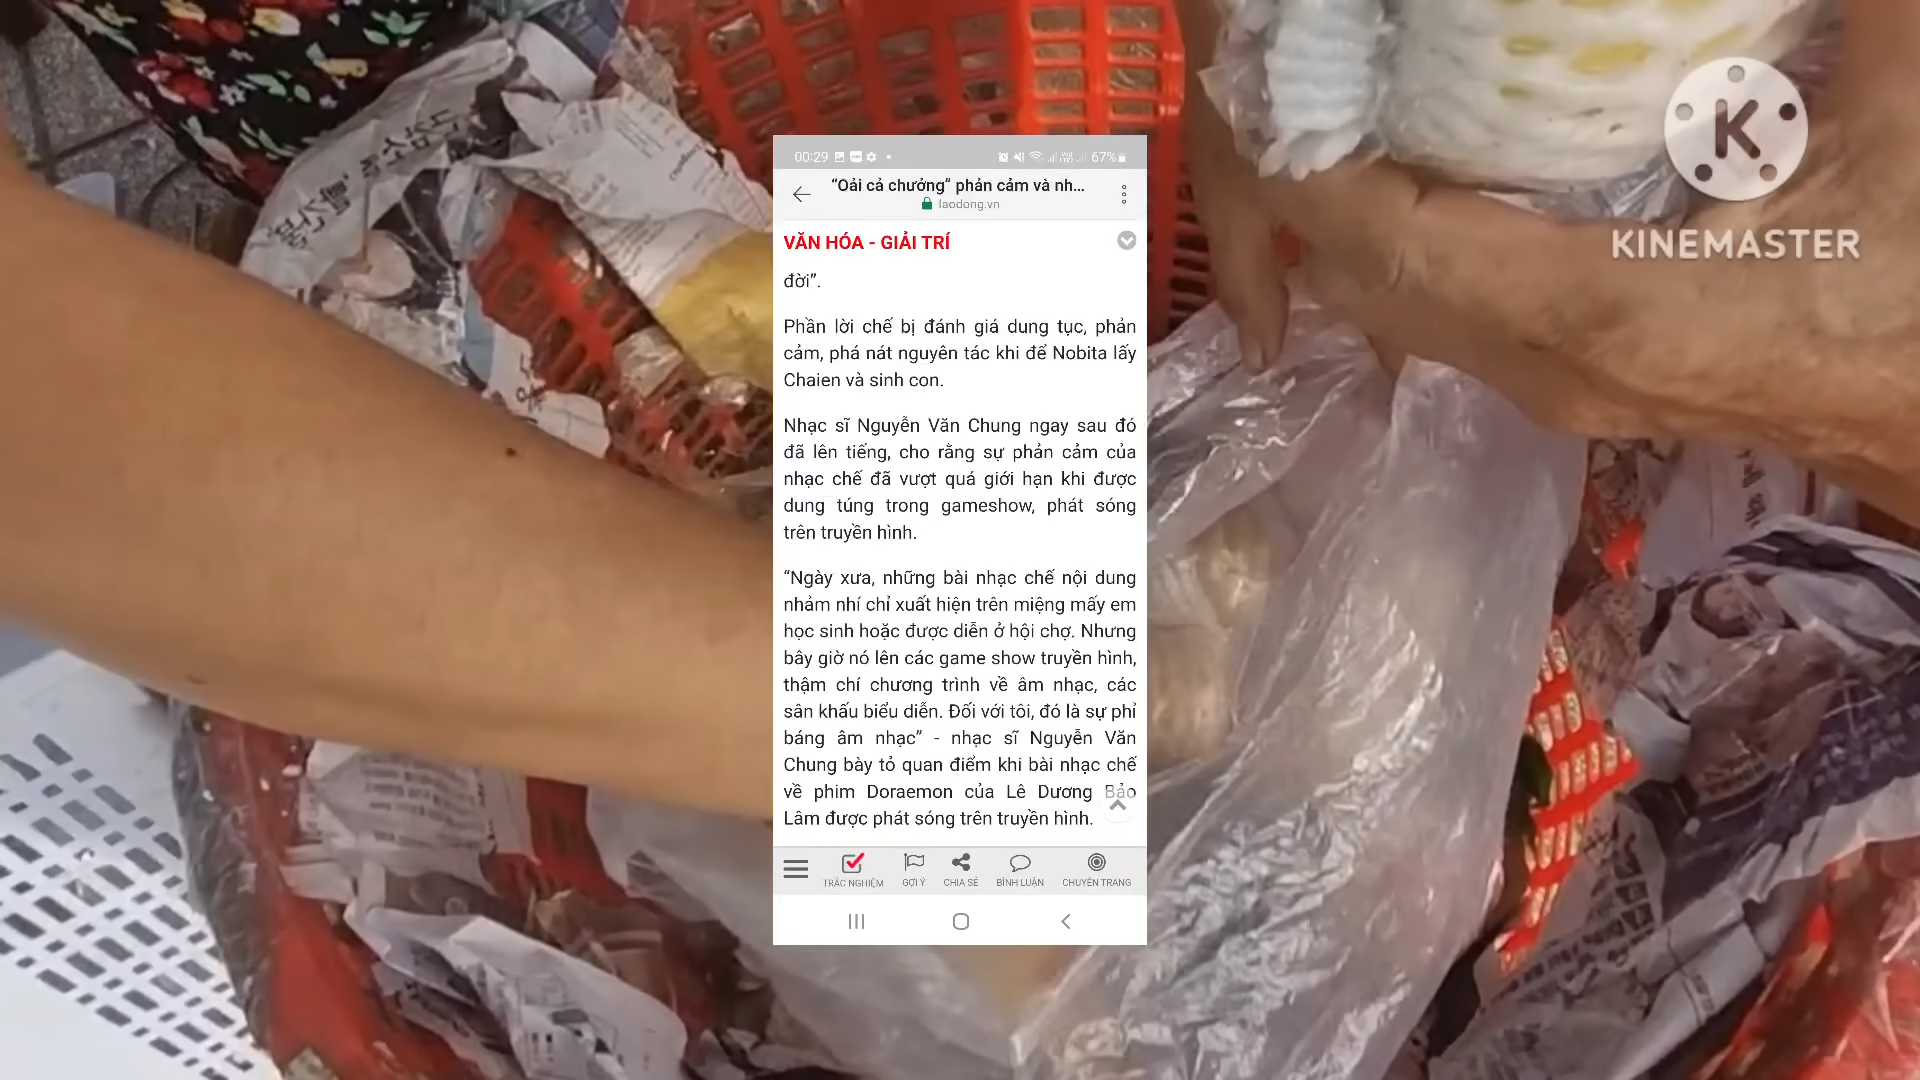 00:29
67%
“Oải cả chưởng” phản cảm và nh...
laodong.vn
VĂN HÓA - GIẢI TRÍ
đời”.
Phần lời chế bị đánh giá dung tục, phản
cảm, phá nát nguyên tác khi để Nobita lấy
Chaien và sinh con.
Nhạc sĩ Nguyễn Văn Chung ngay sau đó
đã lên tiếng, cho rằng sự phản cảm của
nhạc chế đã vượt quá giới hạn khi được
dung túng trong gameshow, phát sóng
trên truyền hình.
“Ngày xưa, những bài nhạc chế nội dung
nhảm nhí chỉ xuất hiện trên miệng mấy em
học sinh hoặc được diễn ở hội chợ. Nhưng
bây giờ nó lên các game show truyền hình,
thậm chí chương trình về âm nhạc, các
sân khấu biểu diễn. Đối với tôi, đó là sự phỉ
báng âm nhạc” - nhạc sĩ Nguyễn Văn
Chung bày tỏ quan điểm khi bài nhạc chế
về phim Doraemon của Lê Dương Bảo
Lâm được phát sóng trên truyền hình.
TRẮC NGHIỆM GỢI Ý CHIA SẺ BÌNH LUẬN CHUYÊN TRANG
K
KINEMASTER